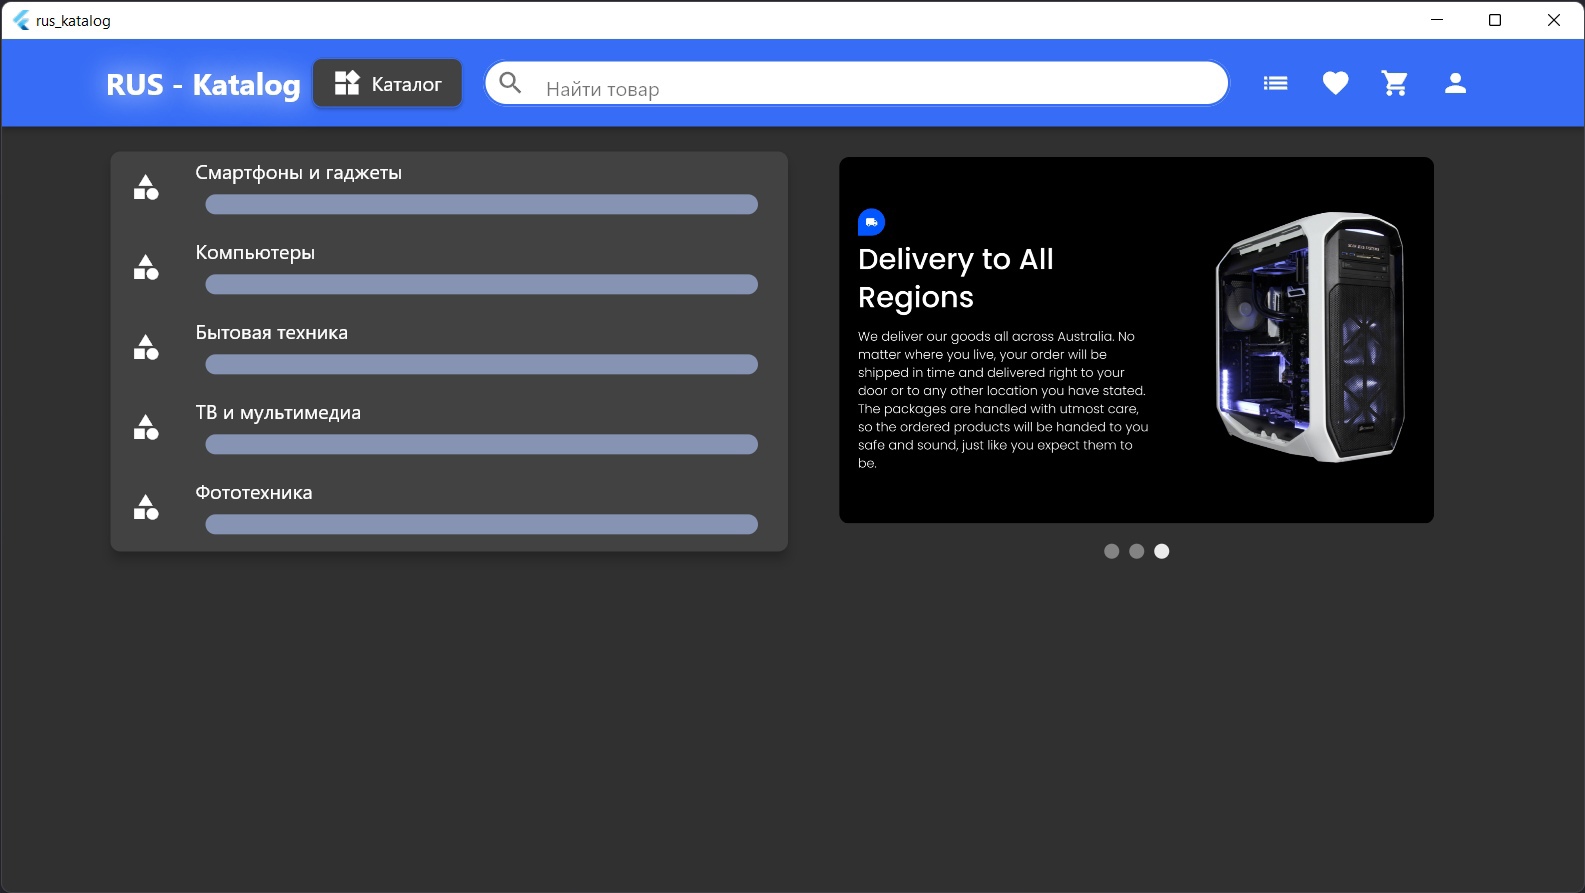 rus_katalog
RUS - Katalog
Каталог
Найти товар
Смартфоны и гаджеты
Компьютеры
Бытовая техника
ТВ и мультимедиа
Фототехника
Delivery to All
Regions
We deliver our goods all across Australia. No
matter where you live, your order will be
shipped in time and delivered right to your
door or to any other location you have stated.
The packages are handled with utmost care,
so the ordered products will be handed to you
safe and sound, just like you expect them to
be.